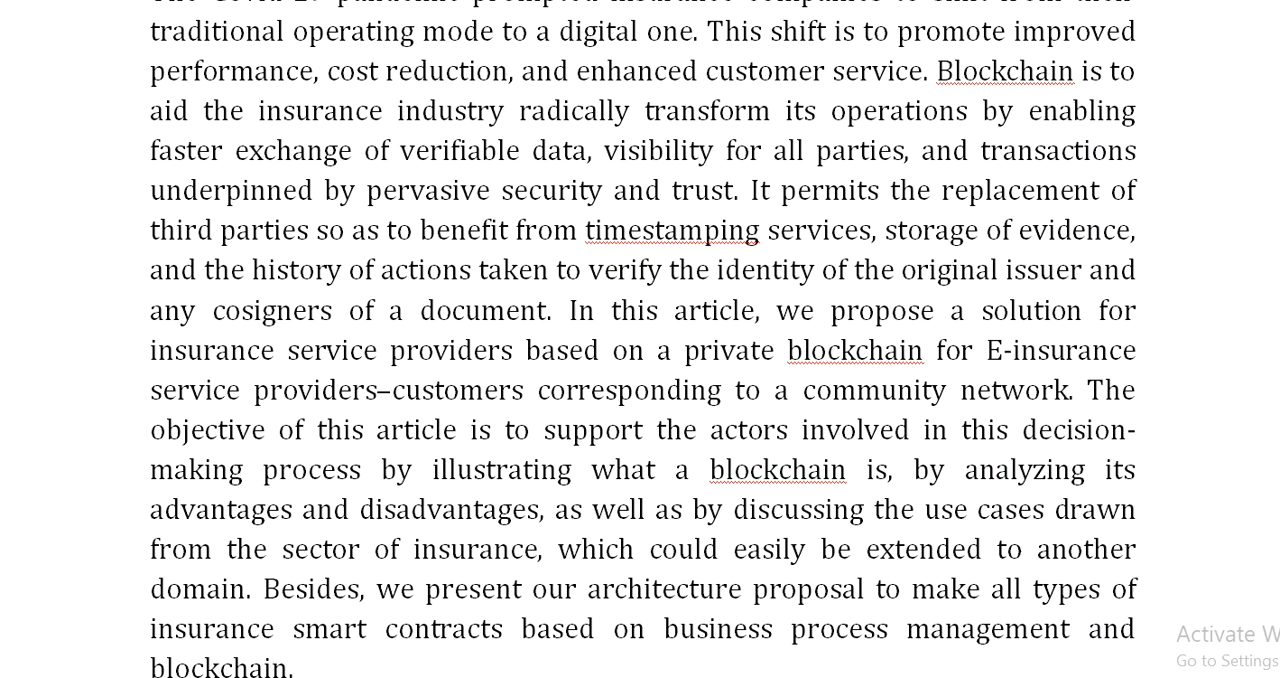 traditional operating mode to a digital one. This shift is to promote improved
performance, cost reduction, and enhanced customer service. Blockchain is to
aid the insurance industry radically transform its operations by enabling
faster exchange of verifiable data, visibility for all parties, and transactions
underpinned by pervasive security and trust. It permits the replacement of
third parties so as to benefit from timestamping services, storage of evidence,
and the history of actions taken to verify the identity of the original issuer and
any cosigners of a document. In this article, we propose a solution for
insurance service providers based on a private blockchain for E-insurance
service providers–customers corresponding to a community network. The
objective of this article is to support the actors involved in this decision-
making process by illustrating what a blockchain is, by analyzing its
advantages and disadvantages, as well as by discussing the use cases drawn
from the sector of insurance, which could easily be extended to another
domain. Besides, we present our architecture proposal to make all types of
insurance smart contracts based on business process management and
blockchain.
Activate W
Go to Settings